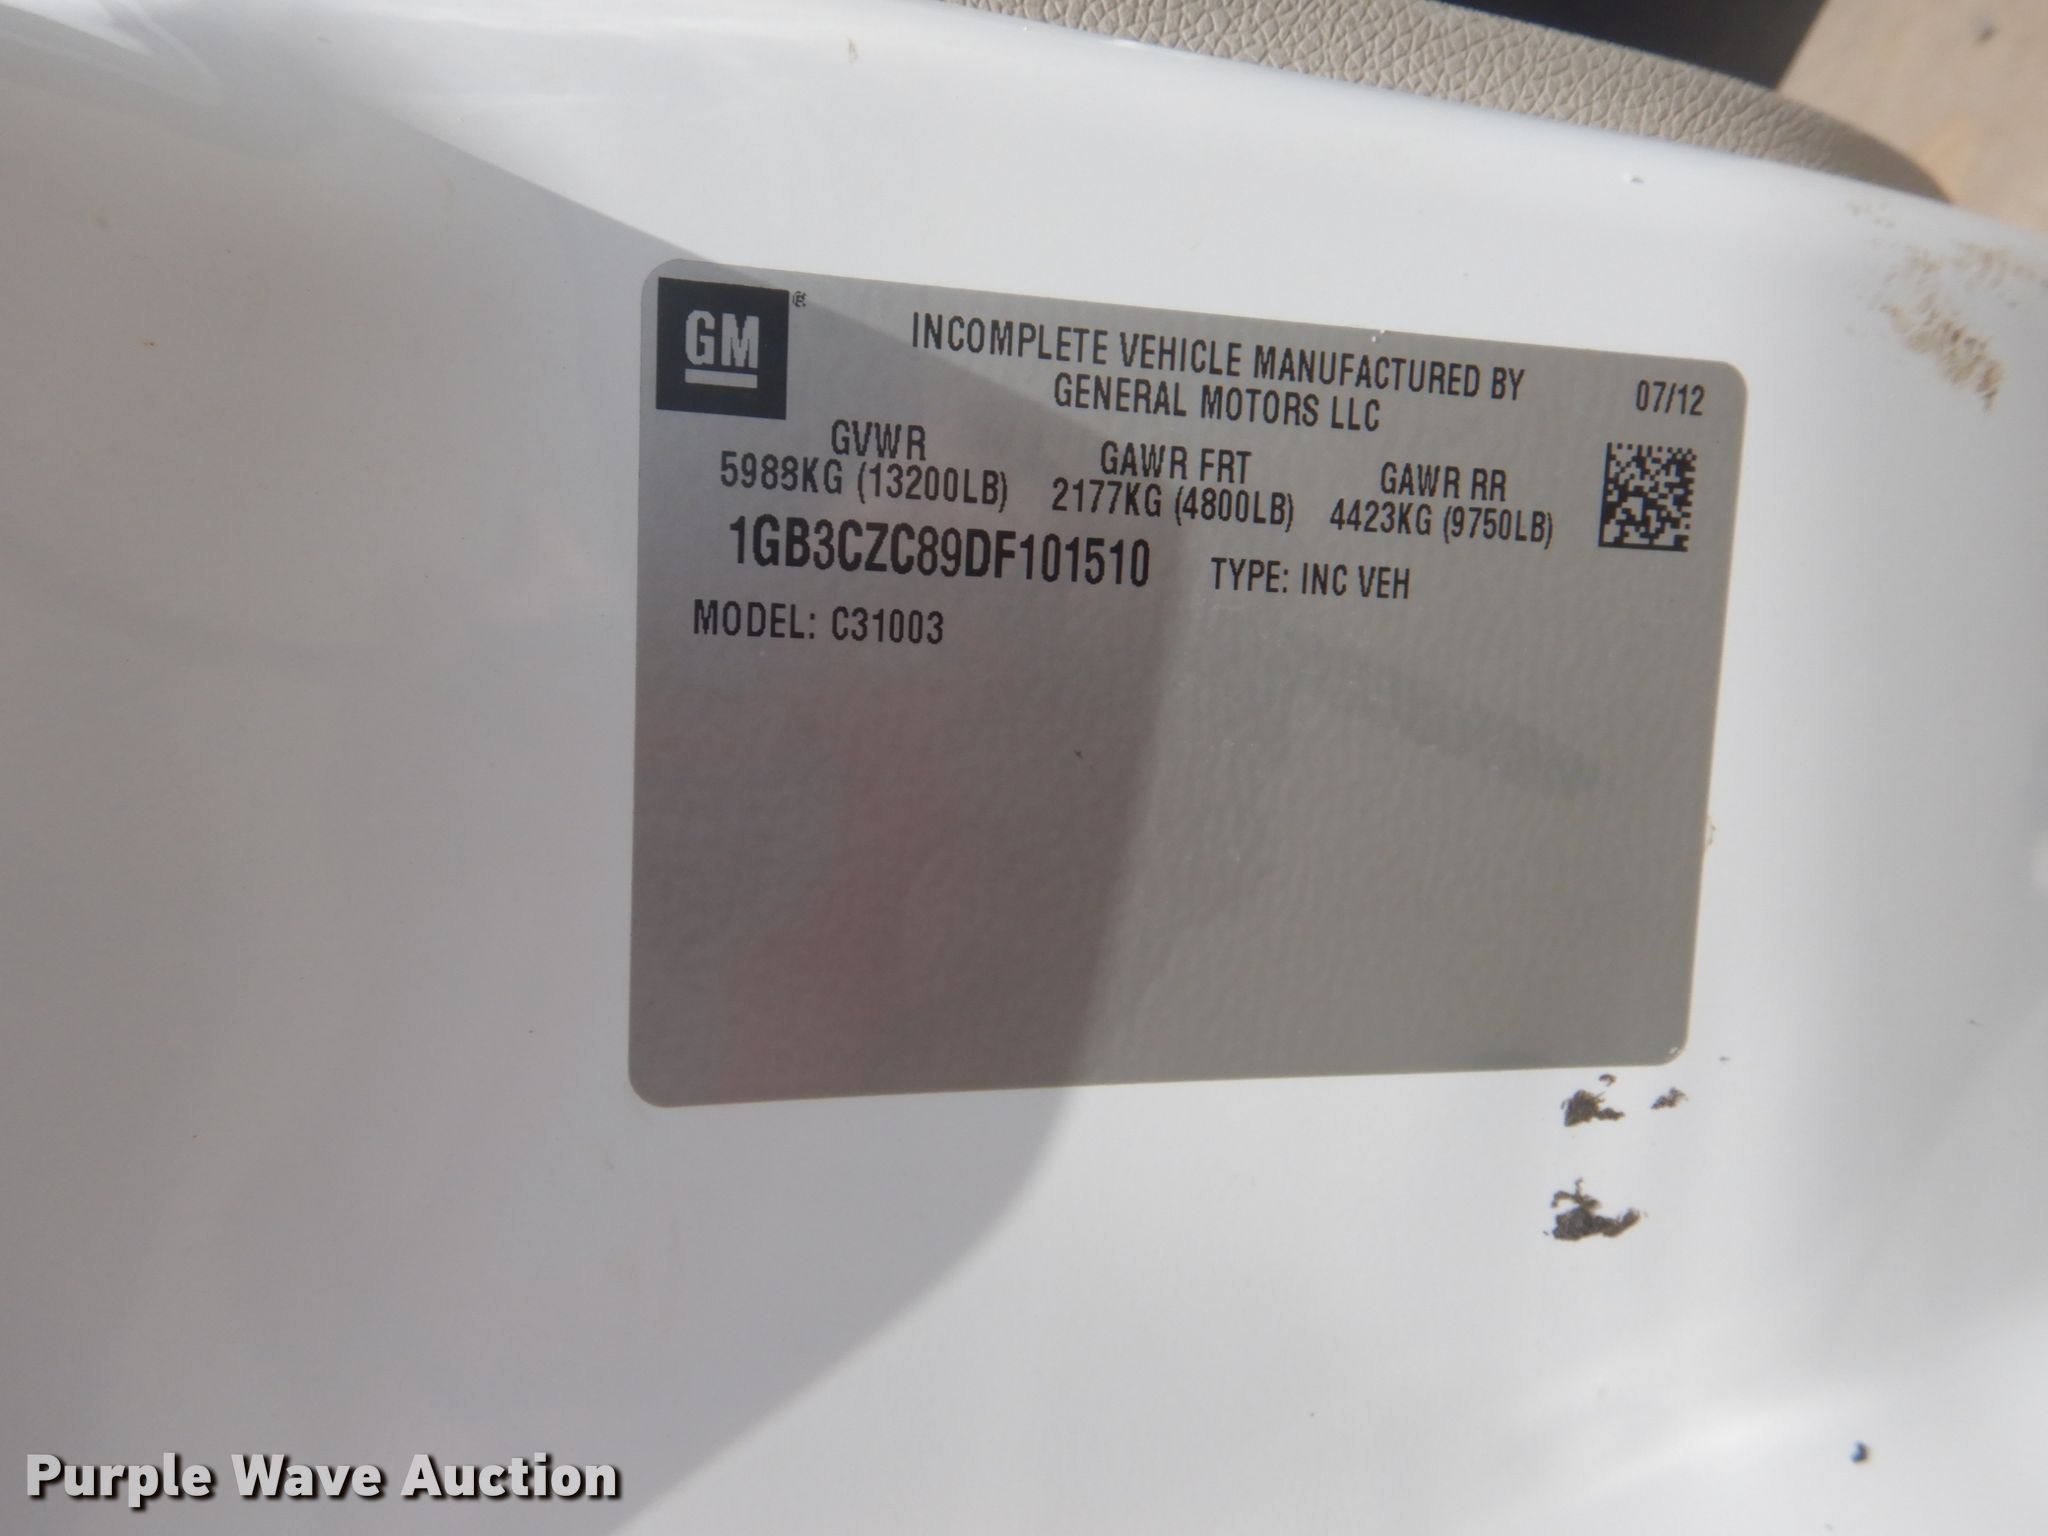 GM®
INCOMPLETE VEHICLE MANUFACTURED BY
GENERAL MOTORS LLC
07/12
GVWR
5988KG (13200LB)
GAWR FRT
2177KG (4800LB)
GAWR RR
4423KG (9750LB)
1GB3CZC89DF101510
TYPE: INC VEH
MODEL: C31003
Purple Wave Auction